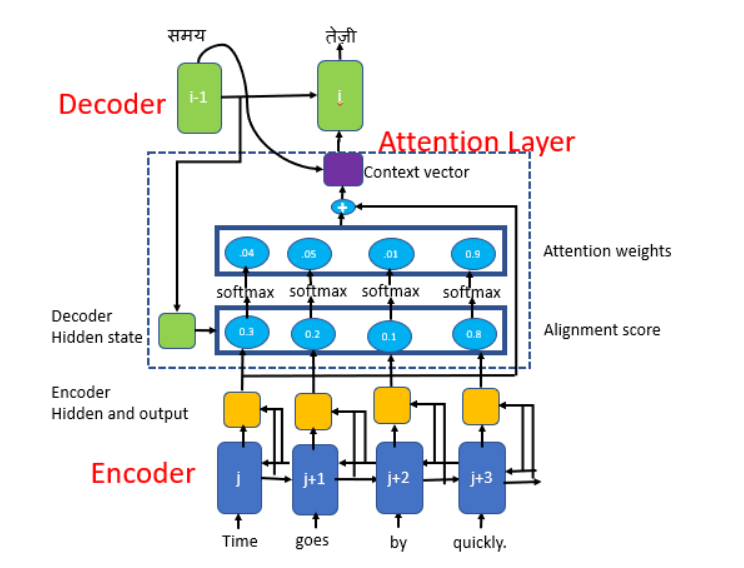 समय
तेज़ी
i-1
i
Decoder
Attention Layer
Context vector
+
.04
.05
.01
0.9
Attention weights
softmax
softmax
softmax
softmax
Decoder
Hidden state
0.3
0.2
0.1
0.8
Alignment score
Encoder
Hidden and output
Encoder
j
j+1
j+2
j+3
Time
goes
by
quickly.